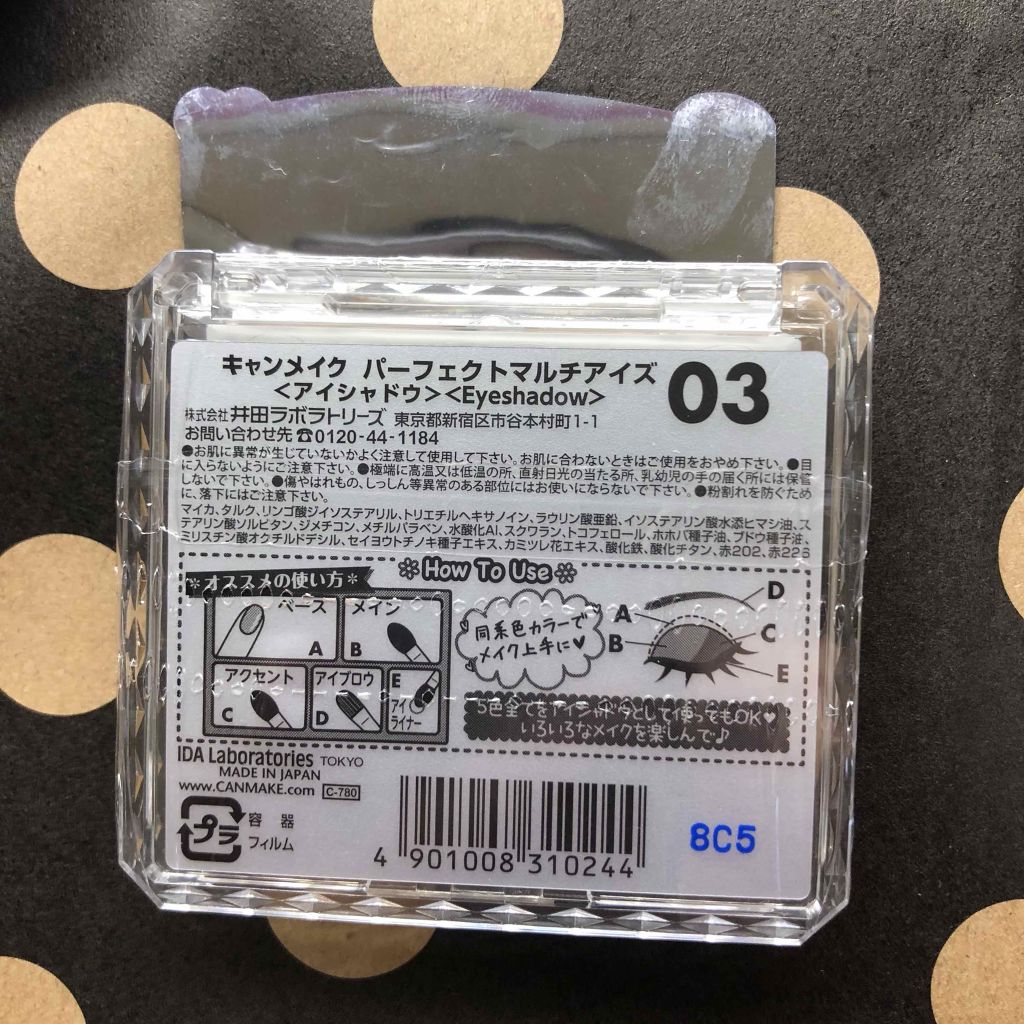 キャンメイク パーフェクトマルチアイズ
<アイシャドウ><Eyeshadow>
03
株式会社 井田ラボラトリーズ 東京都新宿区市谷本村町1-1
お問い合わせ先 ☎0120-44-1184
●お肌に異常が生じていないかよく注意して使用して下さい。お肌に合わないときはご使用をおやめ下さい。●目
に入らないようにご注意下さい。●極端に高温又は低温の所、直射日光の当たる所、乳幼児の手の届く所には保管
しないで下さい。●傷やはれもの、しっしん等異常のある部位にはお使いにならないで下さい。●粉割れを防ぐため
に、落下にはご注意下さい。
マイカ、タルク、リンゴ酸ジイソステアリル、トリエチルヘキサノイン、ラウリン酸亜鉛、イソステアリン酸水添ヒマシ油、ス
テアリン酸ソルビタン、ジメチコン、メチルパラベン、水酸化Al、スクワラン、トコフェロール、ホホバ種子油、ブドウ種子油、
ミリスチン酸オクチルドデシル、セイヨウトチノキ種子エキス、カミツレ花エキス、酸化鉄、酸化チタン、赤202、赤226
How To Use
*オススメの使い方*
ベース
A
メイン
B
アクセント
C
アイブロウ
D
E
アイ
ライナー
同系色カラーで
メイク上手に♥
A
B
D
C
E
5色全てをアイシャドウとして使ってもOK♥
いろいろなメイクを楽しんで♪
IDA Laboratories TOKYO
MADE IN JAPAN
www.CANMAKE.com C-780
プラ
容 器
フィルム
4 901008 310244
8C5